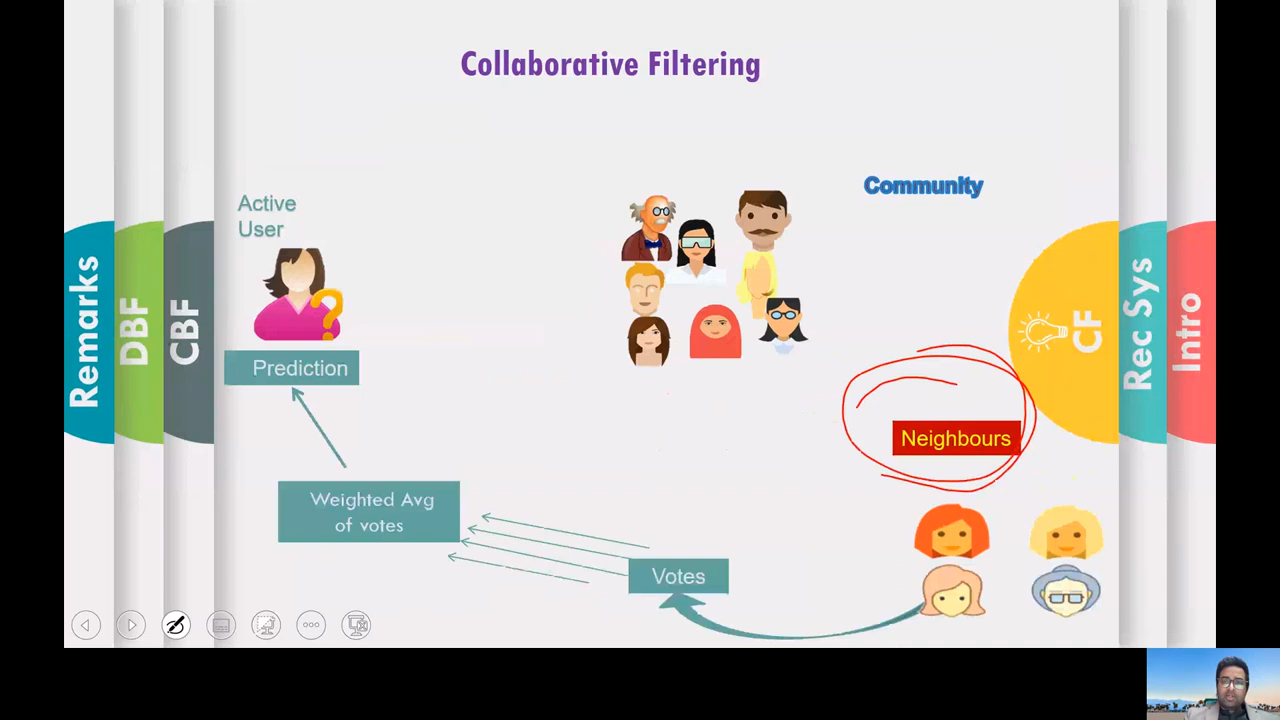 Collaborative Filtering
Community
Active
User
Prediction
Neighbours
Weighted Avg
of votes
Votes
Remarks
DBF
CBF
CF
Rec Sys
Intro